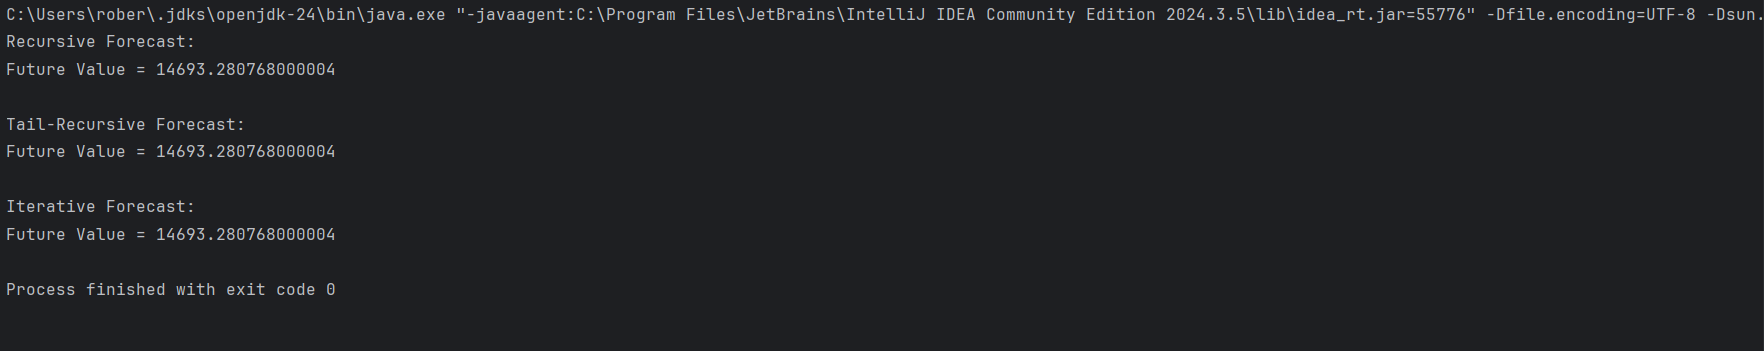 C:\Users\rober\.jdks\openjdk-24\bin\java.exe "-javaagent:C:\Program Files\JetBrains\IntelliJ IDEA Community Edition 2024.3.5\lib\idea_rt.jar=55776" -Dfile.encoding=UTF-8 -Dsun.
Recursive Forecast:
Future Value = 14693.280768000004
Tail-Recursive Forecast:
Future Value = 14693.280768000004
Iterative Forecast:
Future Value = 14693.280768000004
Process finished with exit code 0